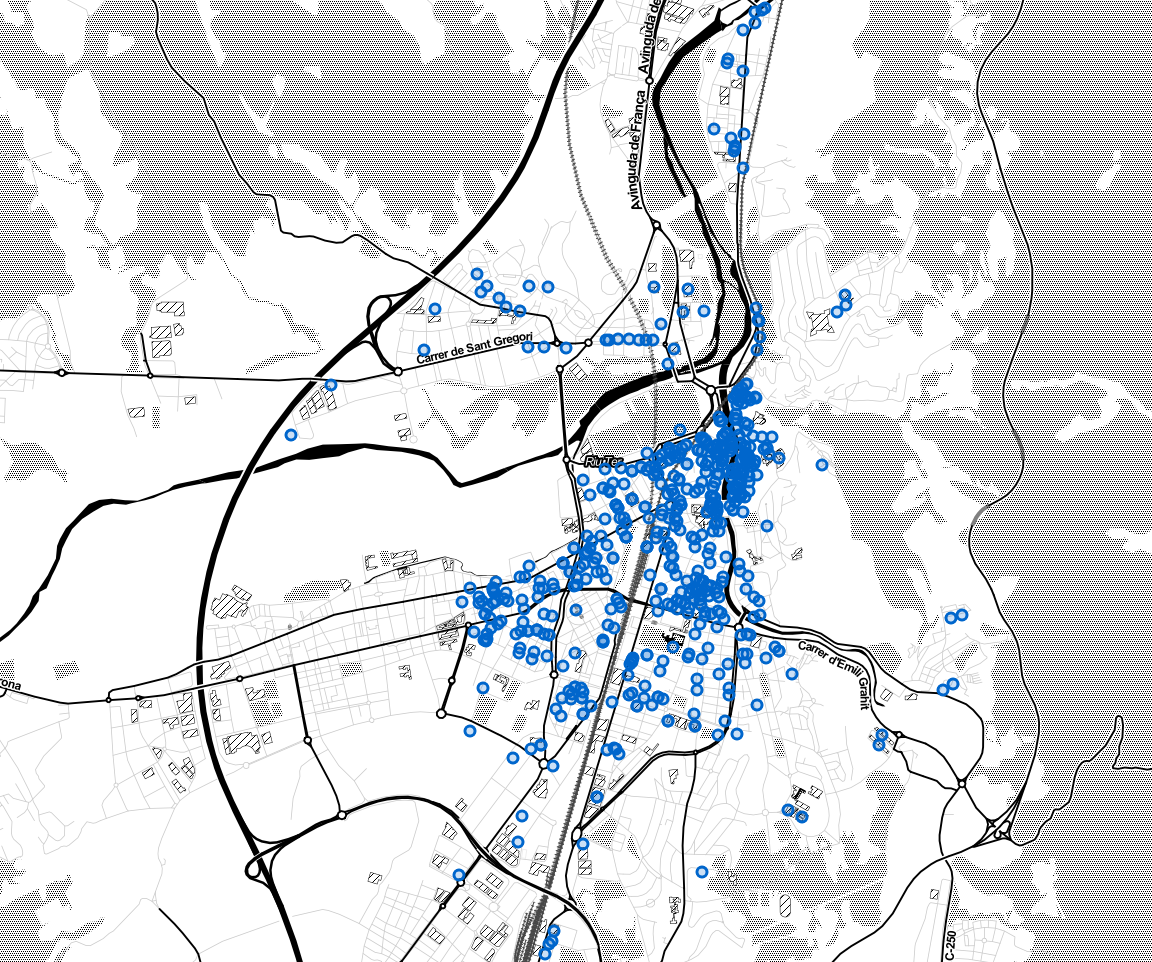 Avinguda de
Avinguda de França
Carrer de Sant Gregori
Riu Ter
Carrer d'Emili Grahit
rona
C-250